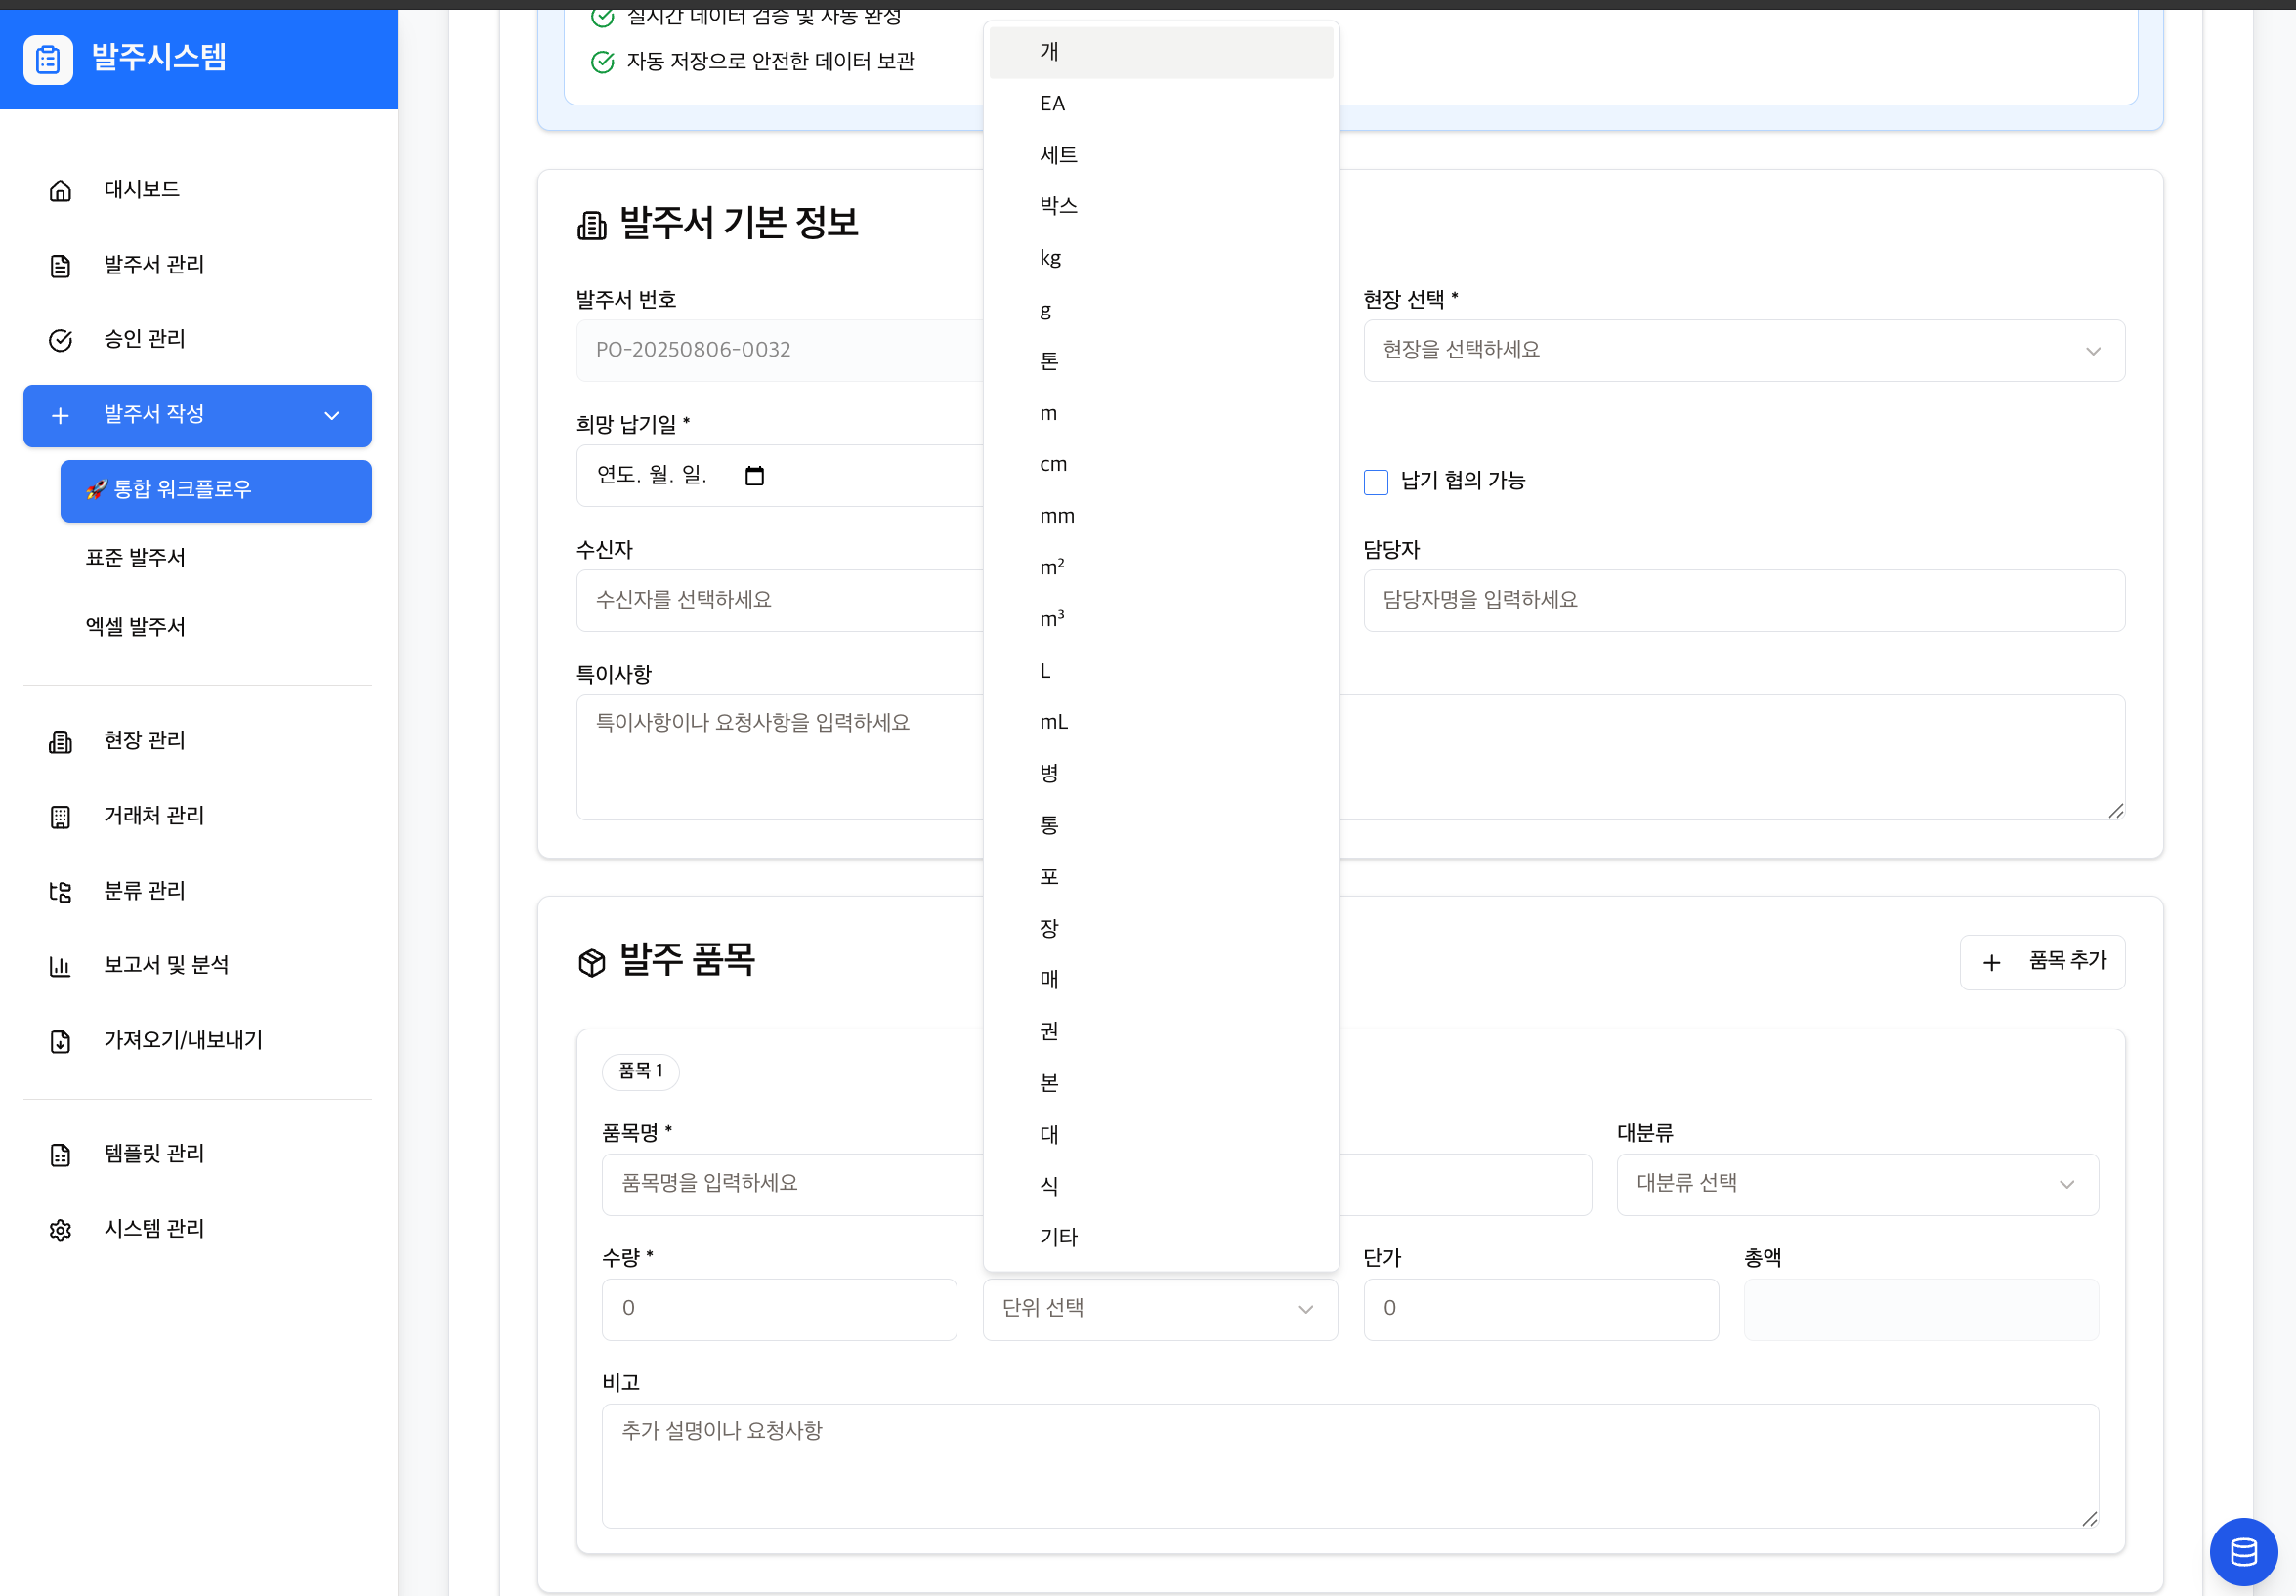 발주시스템
대시보드
발주서 관리
승인 관리
발주서 작성
🚀 통합 워크플로우
표준 발주서
엑셀 발주서
현장 관리
거래처 관리
분류 관리
보고서 및 분석
가져오기/내보내기
템플릿 관리
시스템 관리
실시간 데이터 검증 및 자동 완성
자동 저장으로 안전한 데이터 보관
발주서 기본 정보
발주서 번호
PO-20250806-0032
현장 선택 *
현장을 선택하세요
희망 납기일 *
연도. 월. 일.
납기 협의 가능
수신자
수신자를 선택하세요
담당자
담당자명을 입력하세요
특이사항
특이사항이나 요청사항을 입력하세요
발주 품목
품목 추가
품목 1
품목명 *
품목명을 입력하세요
대분류
대분류 선택
수량 *
0
단위 선택
단가
0
총액
비고
추가 설명이나 요청사항
개
EA
세트
박스
kg
g
톤
m
cm
mm
m²
m³
L
mL
병
통
포
장
매
권
본
대
식
기타